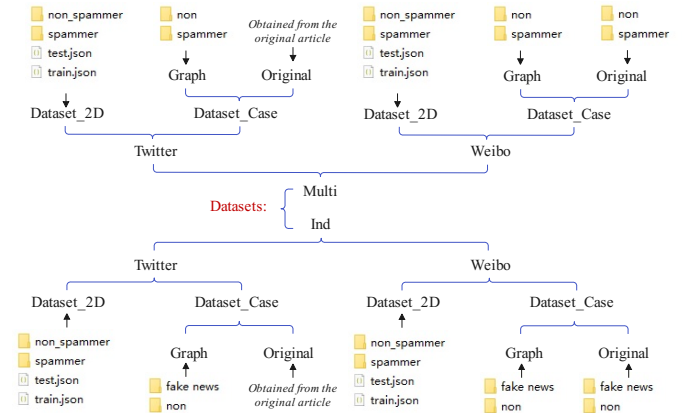 non_spammer
spammer
test.json
train.json
non
spammer
Obtained from the
original article
non_spammer
spammer
test.json
train.json
non
spammer
non
spammer
Graph
Original
Graph
Original
Dataset_2D
Dataset_Case
Dataset_2D
Dataset_Case
Twitter
Weibo
Multi
Datasets:
Ind
Twitter
Weibo
Dataset_2D
Dataset_Case
Dataset_2D
Dataset_Case
non_spammer
spammer
test.json
train.json
Graph
Original
fake news
non
Obtained from the
original article
non_spammer
spammer
test.json
train.json
Graph
Original
fake news
non
fake news
non